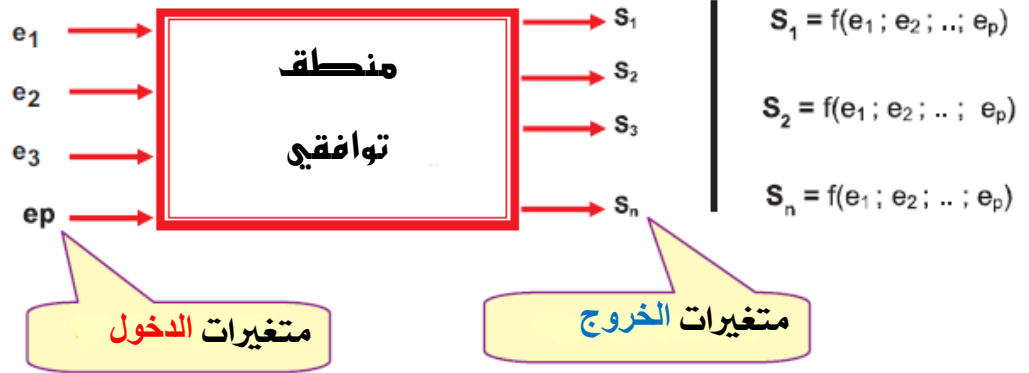 e₁
e₂
e₃
ep
منطق
توافقي
S₁
S₂
S₃
Sₙ
S₁ = f(e₁ ; e₂ ; ..; eₚ)
S₂ = f(e₁ ; e₂ ; .. ; eₚ)
Sₙ = f(e₁ ; e₂ ; .. ; eₚ)
متغيرات الدخول
متغيرات الخروج